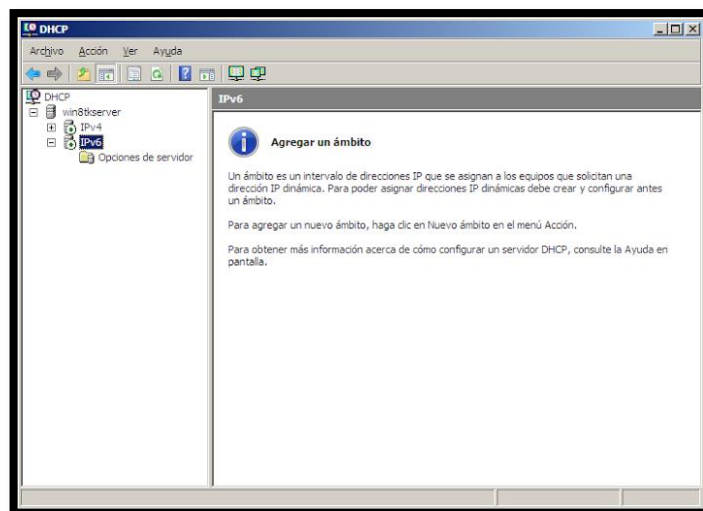 DHCP
Archivo Acción Ver Ayuda
DHCP
win8tkserver
IPv4
IPv6
Opciones de servidor
IPv6
Agregar un ámbito
Un ámbito es un intervalo de direcciones IP que se asignan a los equipos que solicitan una
dirección IP dinámica. Para poder asignar direcciones IP dinámicas debe crear y configurar antes
un ámbito.
Para agregar un nuevo ámbito, haga clic en Nuevo ámbito en el menú Acción.
Para obtener más información acerca de cómo configurar un servidor DHCP, consulte la Ayuda en
pantalla.